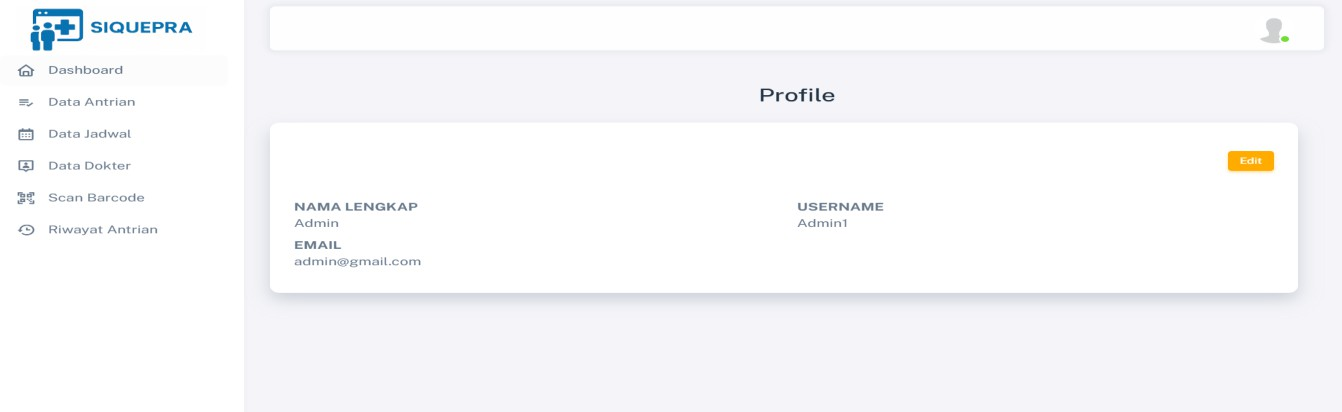 SIQUEPRA
Dashboard
Data Antrian
Data Jadwal
Data Dokter
Scan Barcode
Riwayat Antrian
Profile
Edit
NAMA LENGKAP
Admin
USERNAME
Admin1
EMAIL
admin@gmail.com